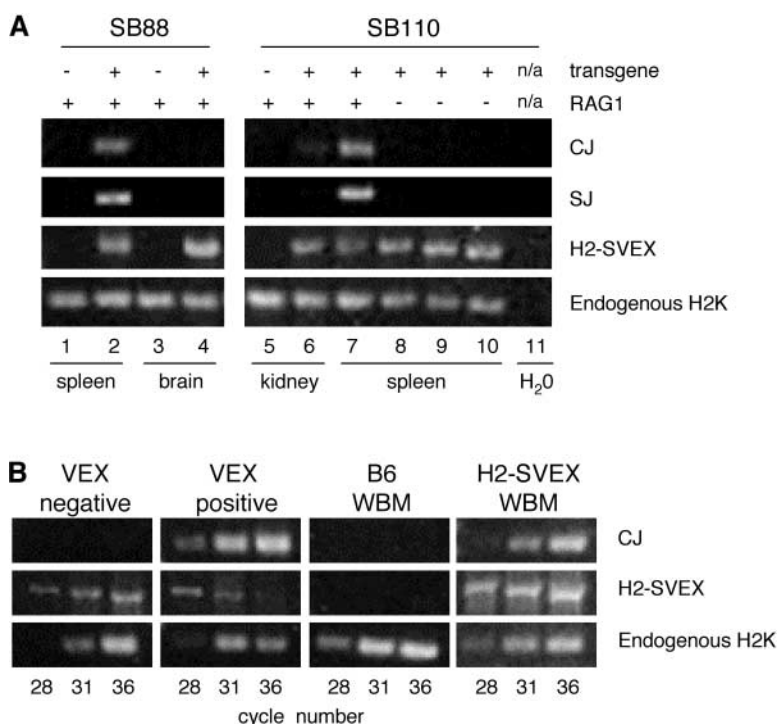 A
SB88 SB110
- + - + - + + + + + n/a transgene
+ + + + + + + - - - n/a RAG1
CJ
SJ
H2-SVEX
Endogenous H2K
1 2 3 4 5 6 7 8 9 10 11
spleen brain kidney spleen H₂0
B
VEX VEX B6 H2-SVEX
negative positive WBM WBM
CJ
H2-SVEX
Endogenous H2K
28 31 36 28 31 36 28 31 36 28 31 36
cycle number